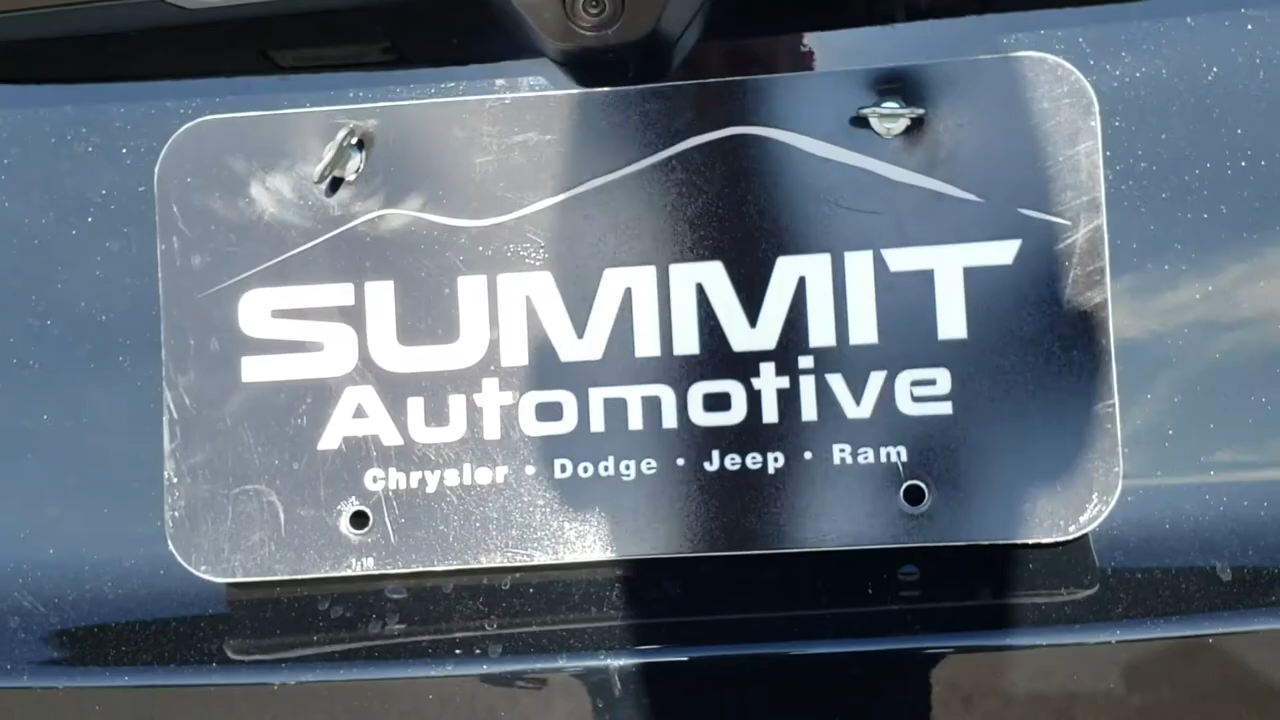 SUMMIT
Automotive
Chrysler • Dodge • Jeep • Ram